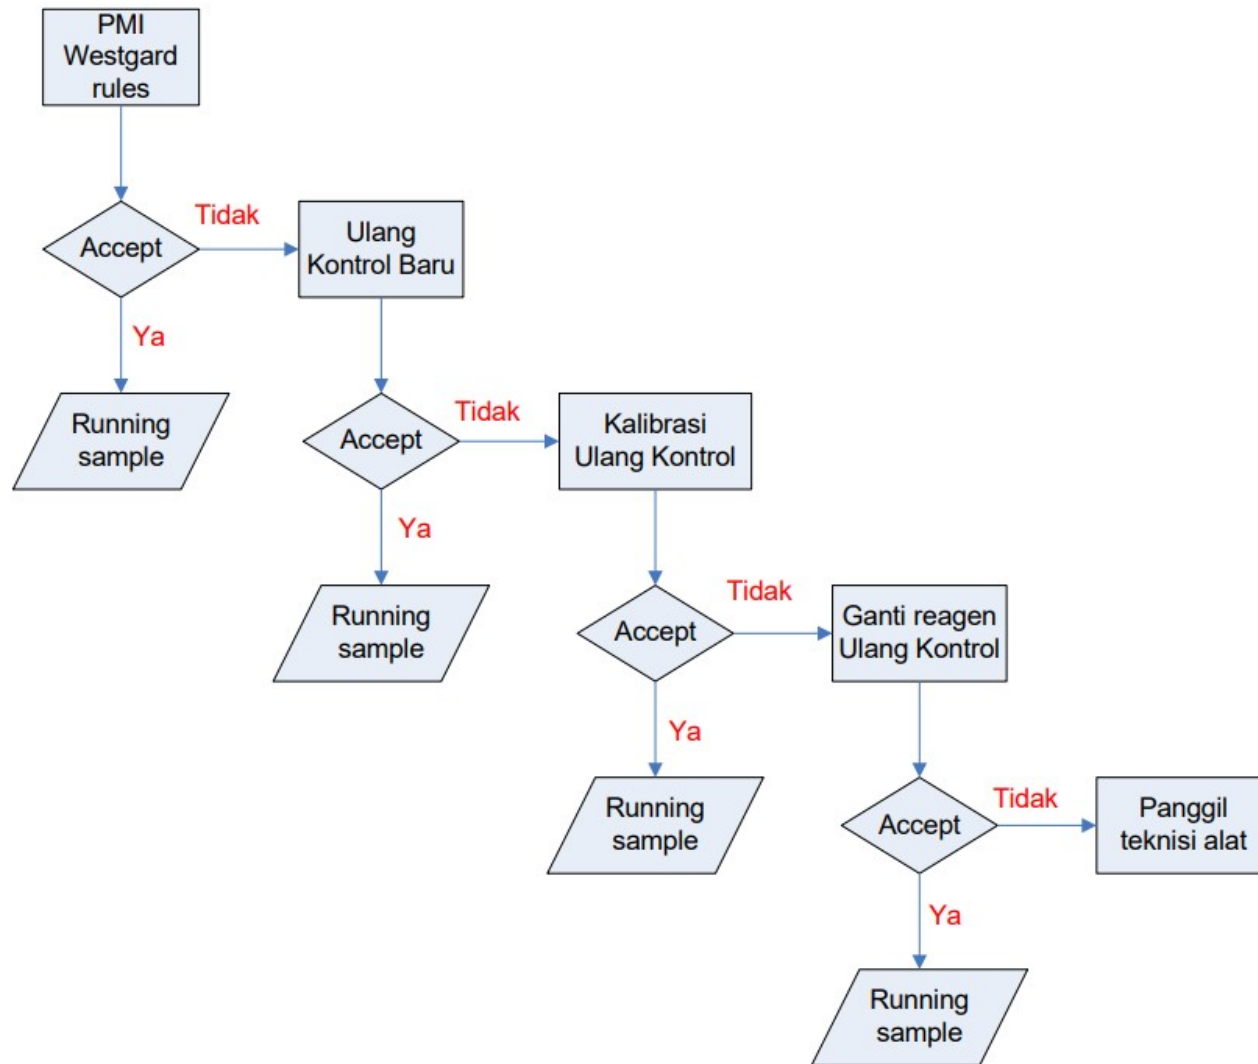 PMI
Westgard
rules
Tidak
Accept
Ulang
Kontrol Baru
Ya
Running
sample
Tidak
Accept
Kalibrasi
Ulang Kontrol
Ya
Running
sample
Tidak
Accept
Ganti reagen
Ulang Kontrol
Ya
Running
sample
Tidak
Accept
Panggil
teknisi alat
Ya
Running
sample